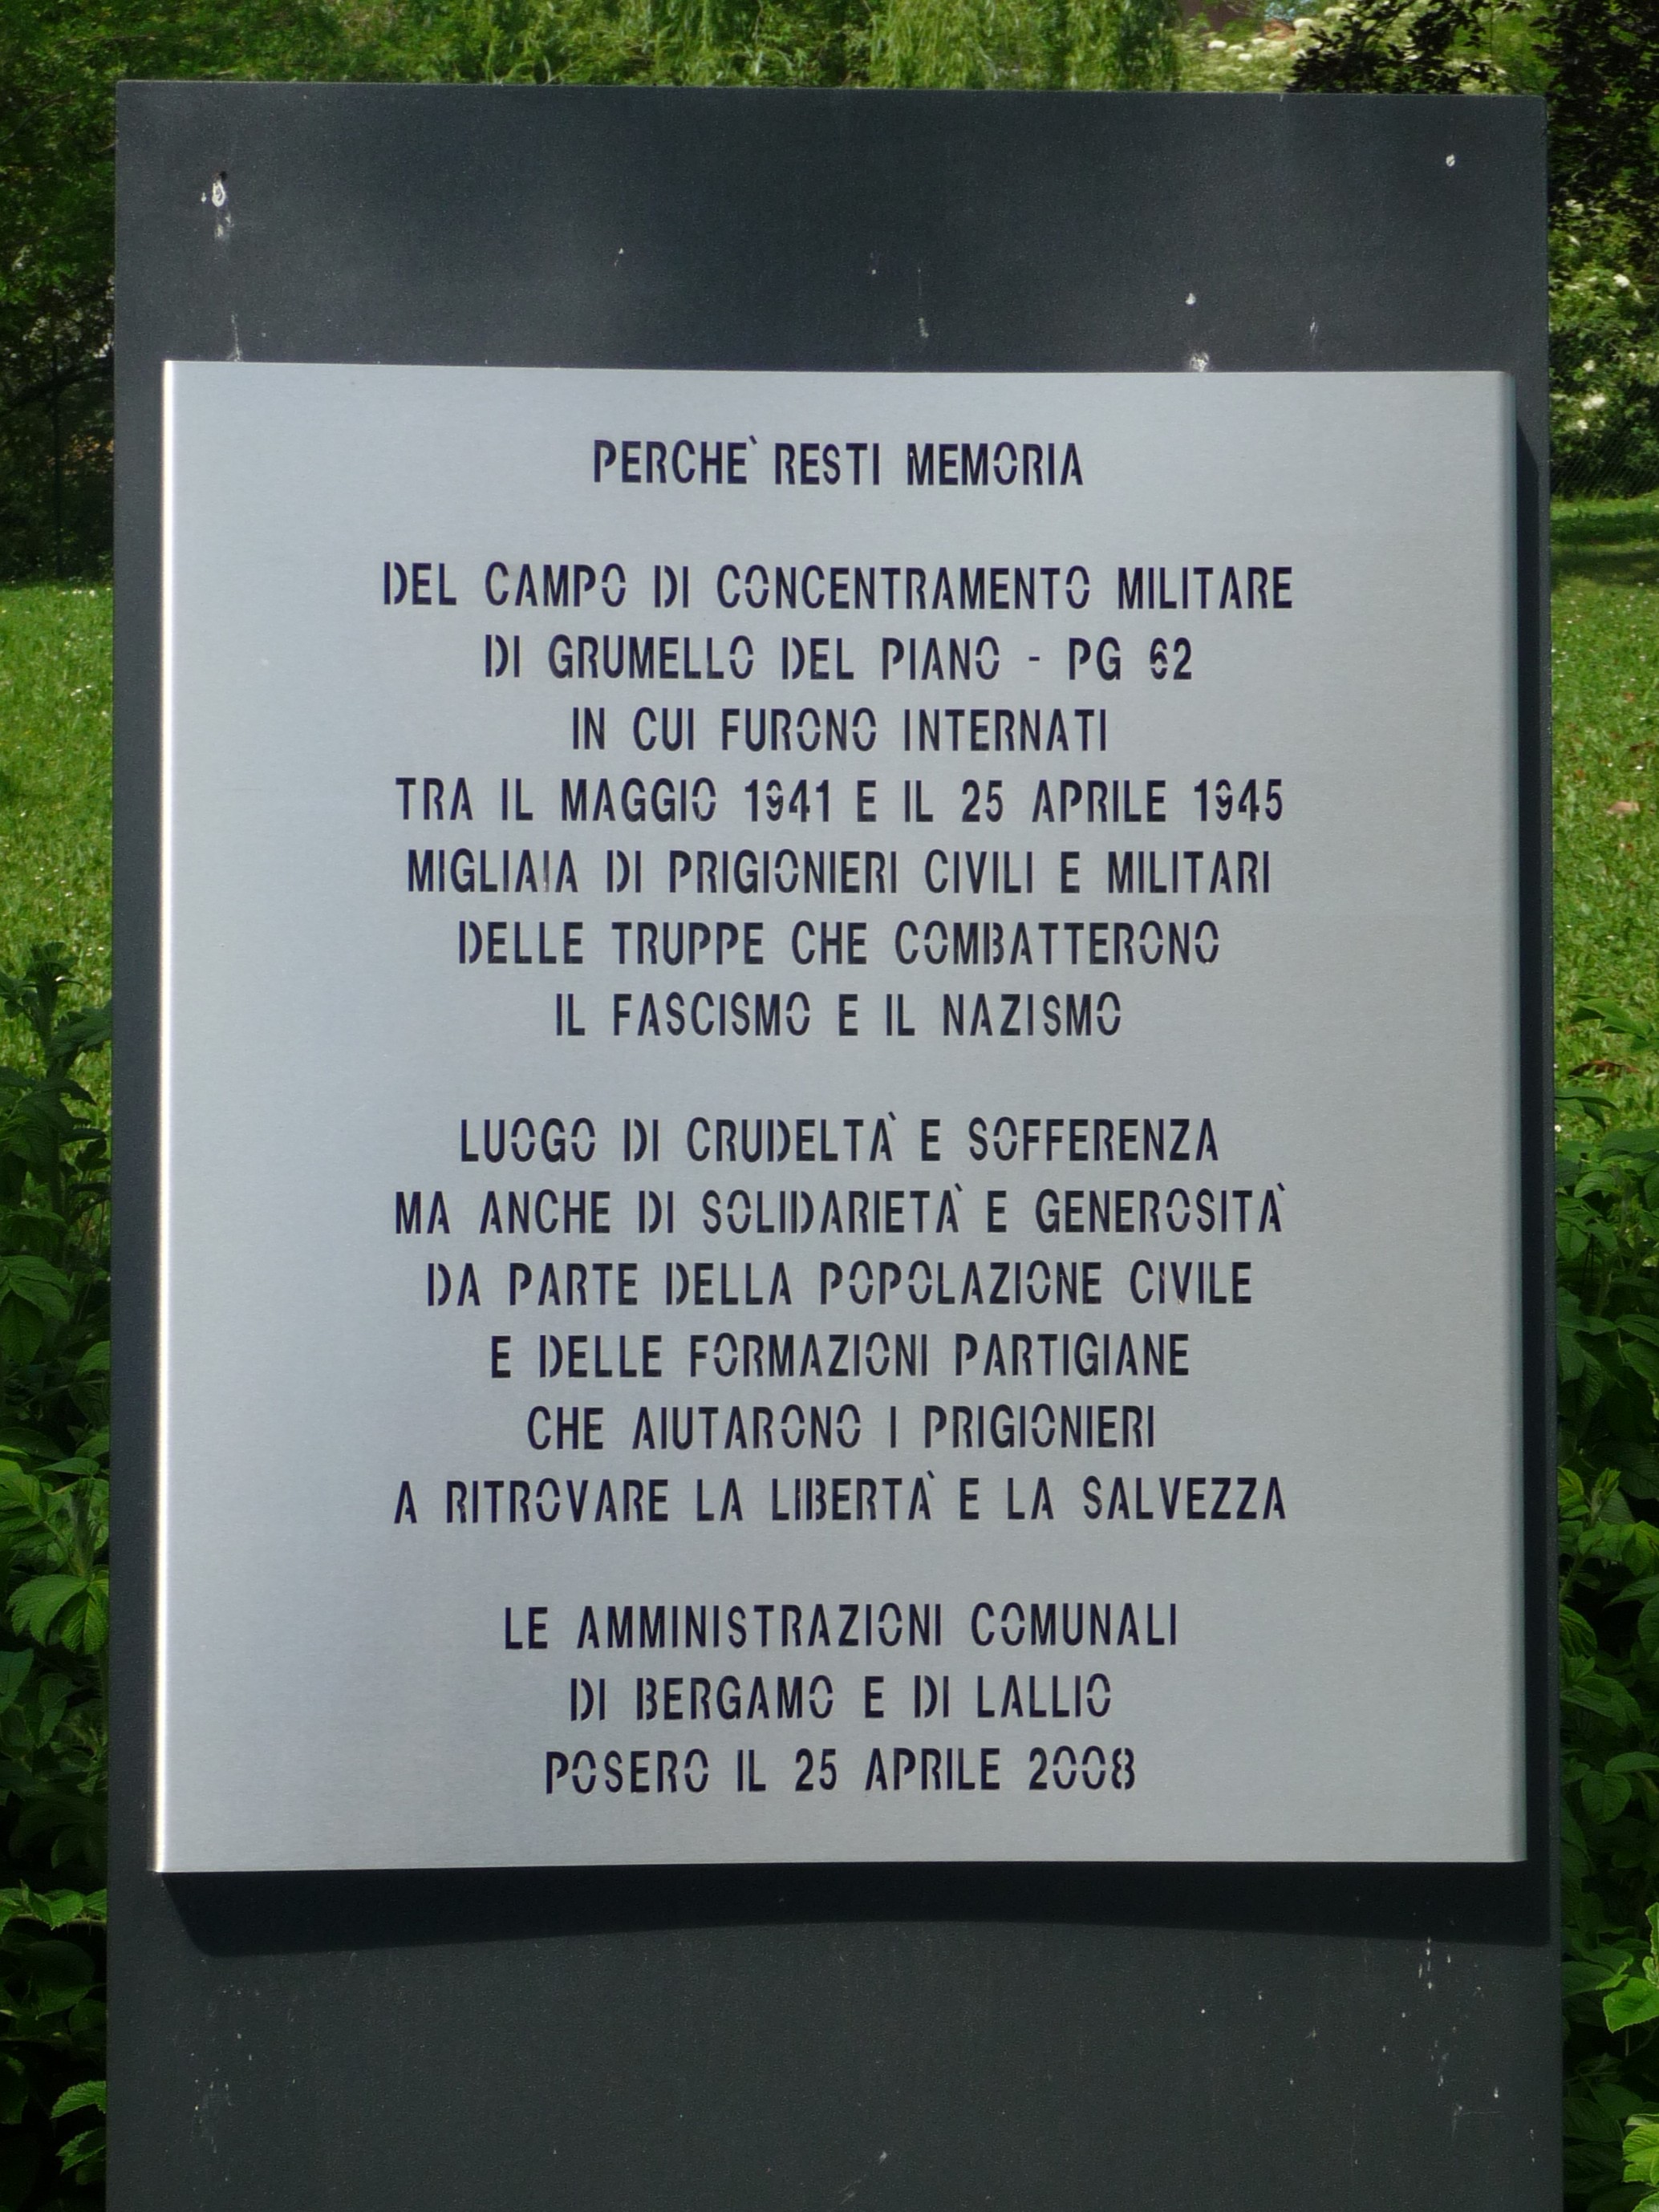 PERCHE` RESTI MEMORIA
DEL CAMPO DI CONCENTRAMENTO MILITARE
DI GRUMELLO DEL PIANO - PG 62
IN CUI FURONO INTERNATI
TRA IL MAGGIO 1941 E IL 25 APRILE 1945
MIGLIAIA DI PRIGIONIERI CIVILI E MILITARI
DELLE TRUPPE CHE COMBATTERONO
IL FASCISMO E IL NAZISMO
LUOGO DI CRUDELTA` E SOFFERENZA
MA ANCHE DI SOLIDARIETA` E GENEROSITA`
DA PARTE DELLA POPOLAZIONE CIVILE
E DELLE FORMAZIONI PARTIGIANE
CHE AIUTARONO I PRIGIONIERI
A RITROVARE LA LIBERTA` E LA SALVEZZA
LE AMMINISTRAZIONI COMUNALI
DI BERGAMO E DI LALLIO
POSERO IL 25 APRILE 2008